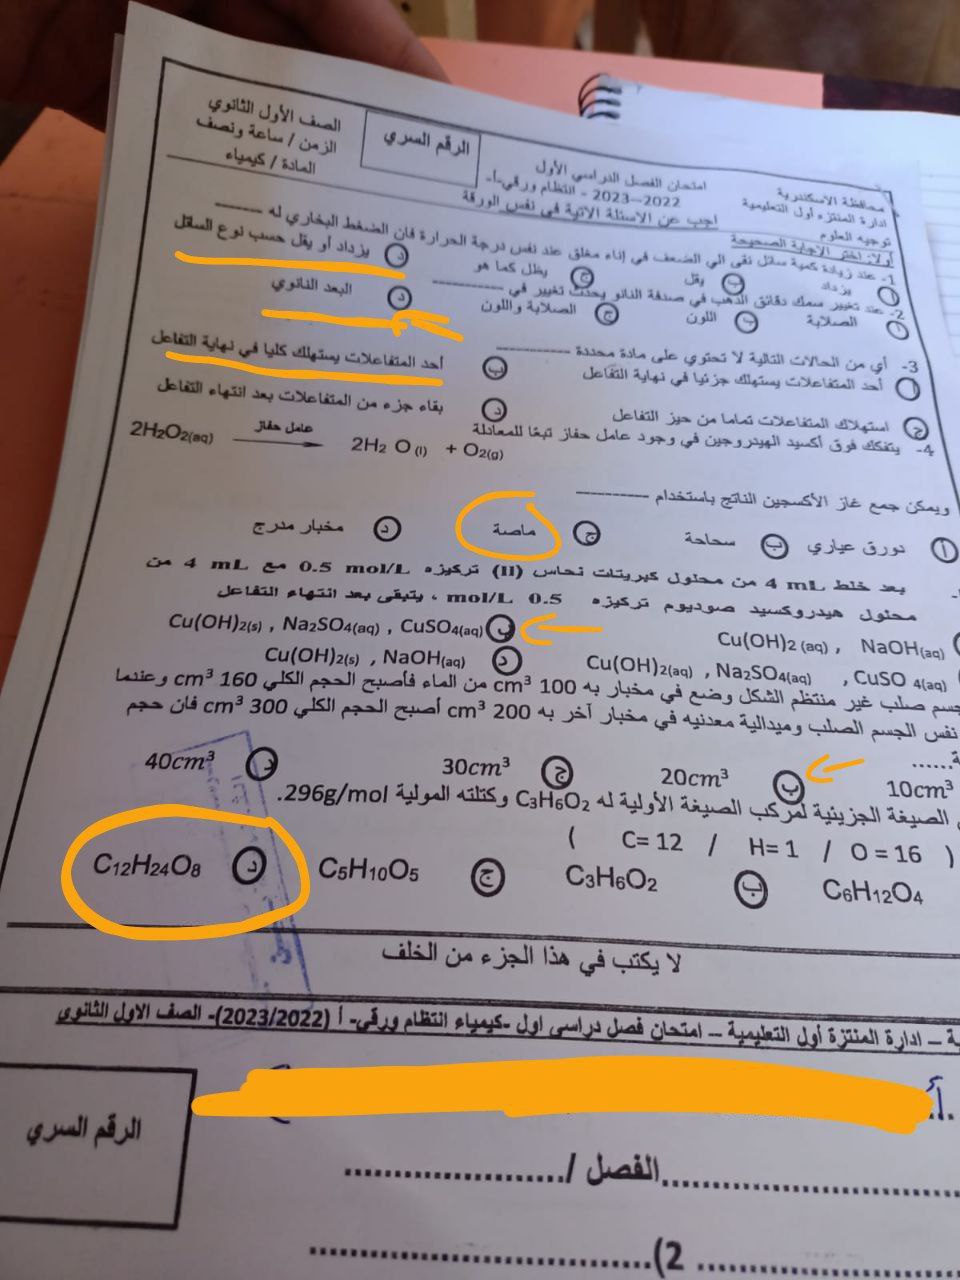 محافظة الاسكندرية
ادارة المنتزه أول التعليمية
توجيه العلوم
امتحان الفصل الدراسي الأول
2022–2023 - انتظام ورقي-أ-
الرقم السري
الصف الأول الثانوي
الزمن / ساعة ونصف
المادة / كيمياء
اجب عن الاسئلة الاتية في نفس الورقة
أولا: اختر الاجابة الصحيحة
1- عند زيادة كمية سائل نقى الي الضعف في إناء مغلق عند نفس درجة الحرارة فان الضغط البخاري له --------
أ يزداد ب يقل ج يظل كما هو د يزداد أو يقل حسب نوع السائل
2- عند تغيير سمك دقائق الذهب في صدفة النانو يحدث تغيير في ------------
أ الصلابة ب اللون ج الصلابة واللون د البعد النانوي
3- أي من الحالات التالية لا تحتوي على مادة محددة -----------
أ أحد المتفاعلات يستهلك جزئيا في نهاية التفاعل ب أحد المتفاعلات يستهلك كليا في نهاية التفاعل
ج استهلاك المتفاعلات تماما من حيز التفاعل د بقاء جزء من المتفاعلات بعد انتهاء التفاعل
4- يتفكك فوق أكسيد الهيدروجين في وجود عامل حفاز تبعًا للمعادلة
2H2O2(aq) عامل حفاز → 2H2 O (l) + O2(g)
ويمكن جمع غاز الأكسجين الناتج باستخدام -----------
أ دورق عياري ب سحاحة ج ماصة د مخبار مدرج
بعد خلط 4 mL من محلول كبريتات نحاس (II) تركيزه 0.5 mol/L مع 4 mL من
محلول هيدروكسيد صوديوم تركيزه 0.5 mol/L ، يتبقى بعد انتهاء التفاعل
Cu(OH)2 (aq) , NaOH(aq) ب Cu(OH)2(s) , Na2SO4(aq) , CuSO4(aq)
Cu(OH)2(aq) , Na2SO4(aq) , CuSO 4(aq) د Cu(OH)2(s) , NaOH(aq)
جسم صلب غير منتظم الشكل وضع في مخبار به 100 cm³ من الماء فأصبح الحجم الكلي 160 cm³ وعندما
نفس الجسم الصلب وميدالية معدنيه في مخبار آخر به 200 cm³ أصبح الحجم الكلي 300 cm³ فان حجم
......
10cm³ ب 20cm³ ج 30cm³ د 40cm³
الصيغة الجزيئية لمركب الصيغة الأولية له C3H6O2 وكتلته المولية 296g/mol.
( C= 12 / H= 1 / O = 16 )
C6H12O4 ب C3H6O2 ج C5H10O5 د C12H24O8
لا يكتب في هذا الجزء من الخلف
– ادارة المنتزة أول التعليمية – امتحان فصل دراسى اول -كيمياء انتظام ورقي- أ (2023/2022)- الصف الاول الثانوى
الرقم السري
الفصل /
2)